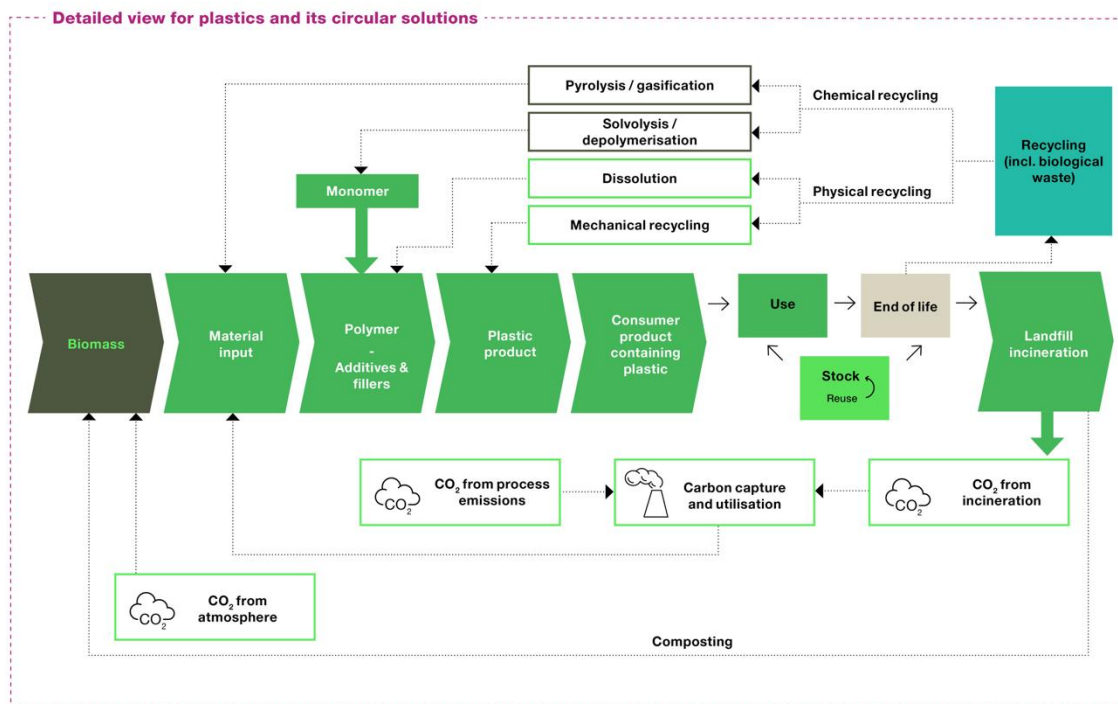 Detailed view for plastics and its circular solutions
Pyrolysis / gasification
Chemical recycling
Solvolysis /
depolymerisation
Recycling
(incl. biological
waste)
Monomer
Dissolution
Physical recycling
Mechanical recycling
Biomass
Material
input
Polymer
-
Additives &
fillers
Plastic
product
Consumer
product
containing
plastic
Use
End of life
Landfill
incineration
Stock
Reuse
CO₂
CO₂ from process
emissions
Carbon capture
and utilisation
CO₂
CO₂ from
incineration
CO₂
CO₂ from
atmosphere
Composting